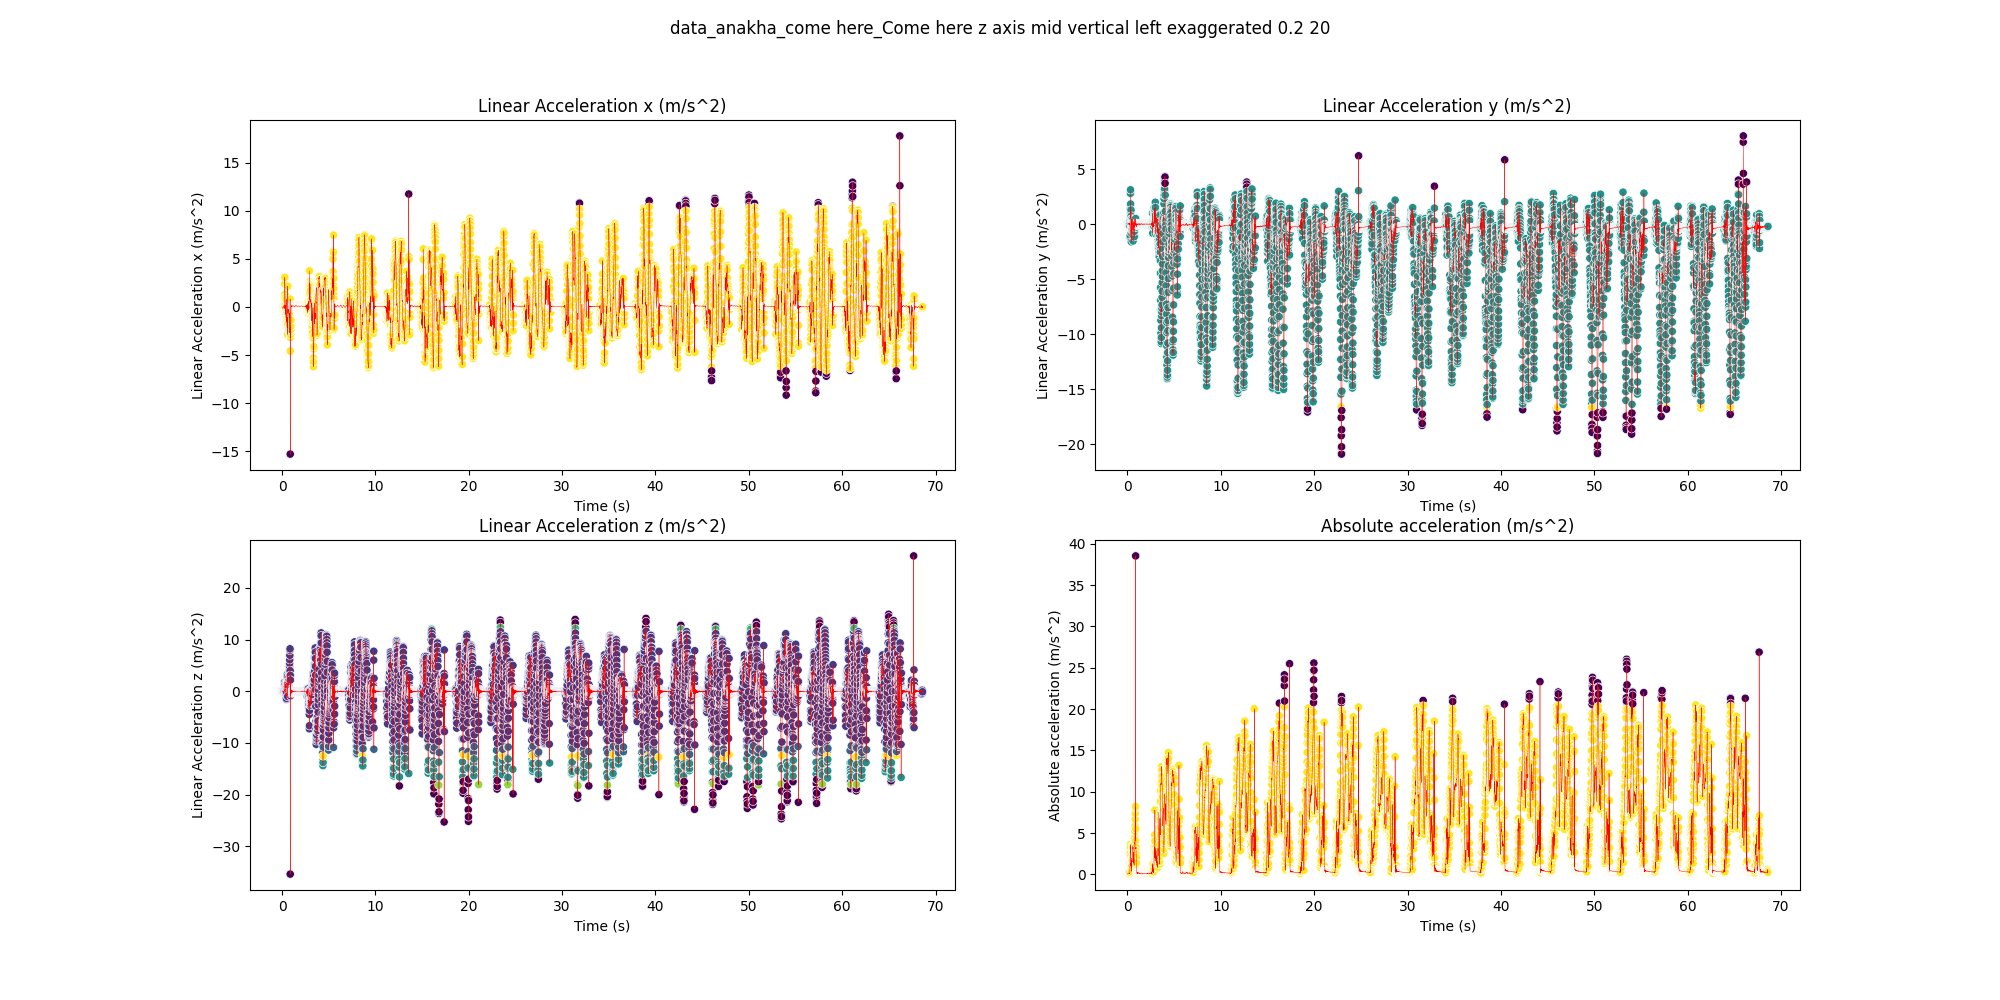 data_anakha_come here_Come here z axis mid vertical left exaggerated 0.2 20
Linear Acceleration x (m/s^2)
Linear Acceleration x (m/s^2)
15
10
5
0
−5
−10
−15
0 10 20 30 40 50 60 70
Time (s)
Linear Acceleration y (m/s^2)
Linear Acceleration y (m/s^2)
5
0
−5
−10
−15
−20
0 10 20 30 40 50 60 70
Time (s)
Linear Acceleration z (m/s^2)
Linear Acceleration z (m/s^2)
20
10
0
−10
−20
−30
0 10 20 30 40 50 60 70
Time (s)
Absolute acceleration (m/s^2)
Absolute acceleration (m/s^2)
40
35
30
25
20
15
10
5
0
0 10 20 30 40 50 60 70
Time (s)